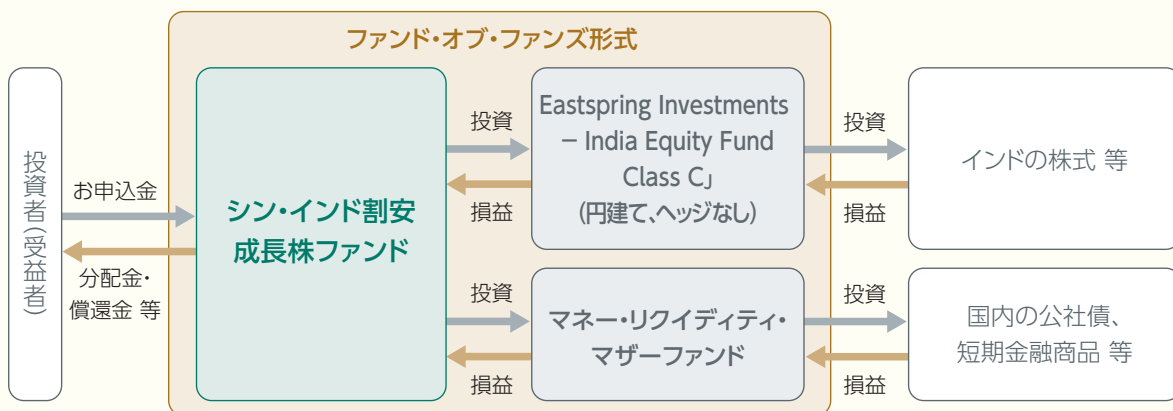 ファンド・オブ・ファンズ形式
投資者(受益者)
お申込金
分配金・
償還金 等
シン・インド割安
成長株ファンド
投資
損益
Eastspring Investments
− India Equity Fund
Class C」
(円建て、ヘッジなし)
投資
損益
インドの株式 等
投資
損益
マネー・リクイディティ・
マザーファンド
投資
損益
国内の公社債、
短期金融商品 等